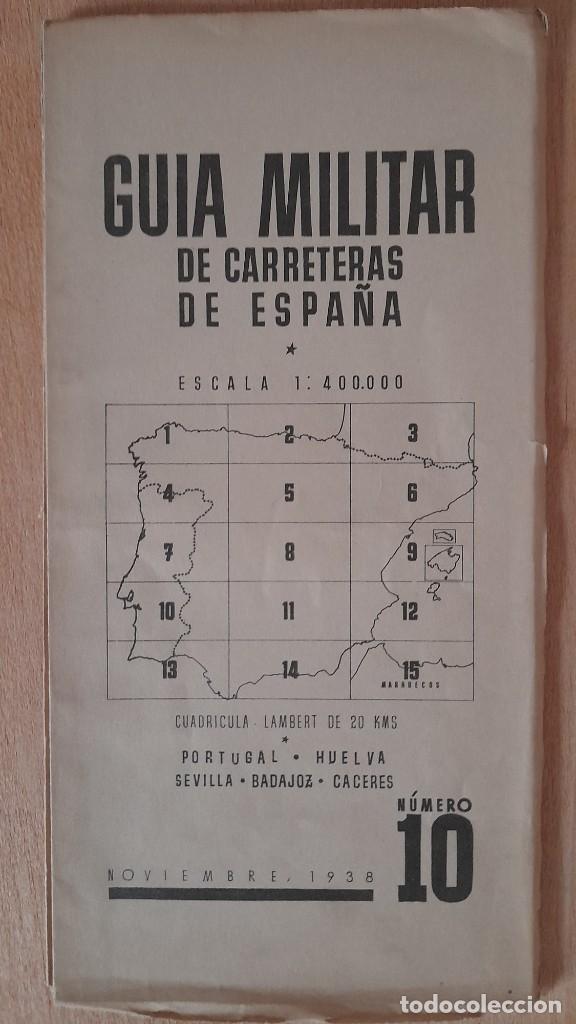 GUIA MILITAR
DE CARRETERAS
DE ESPAÑA
ESCALA 1:400.000
1 2 3
4 5 6
7 8 9
10 11 12
13 14 15
MARRUECOS
CUADRICULA - LAMBERT DE 20 KMS
PORTUGAL • HUELVA
SEVILLA • BADAJOZ • CACERES
NÚMERO
10
NOVIEMBRE, 1938
todocoleccion